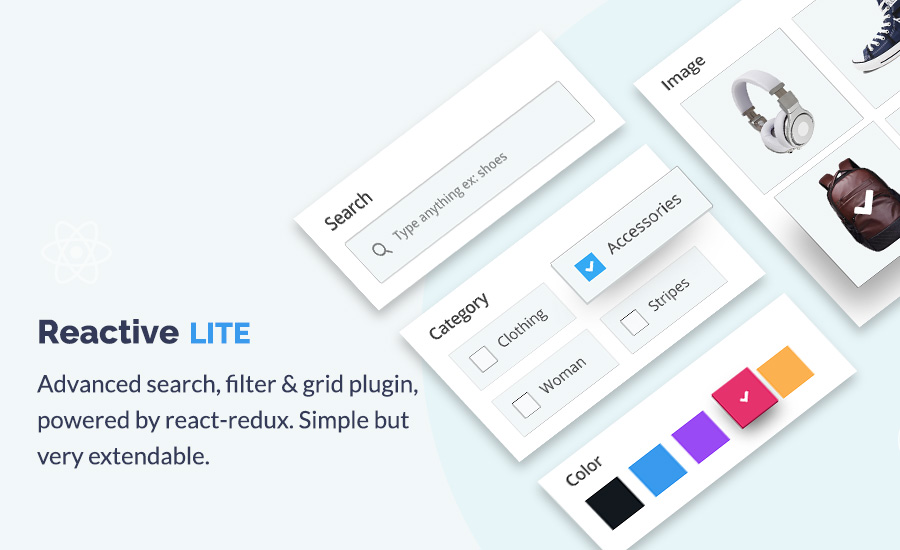 Reactive LITE
Advanced search, filter & grid plugin,
powered by react-redux. Simple but
very extendable.
Search
Type anything ex: shoes
Category
Clothing
Accessories
Woman
Stripes
Color
Image